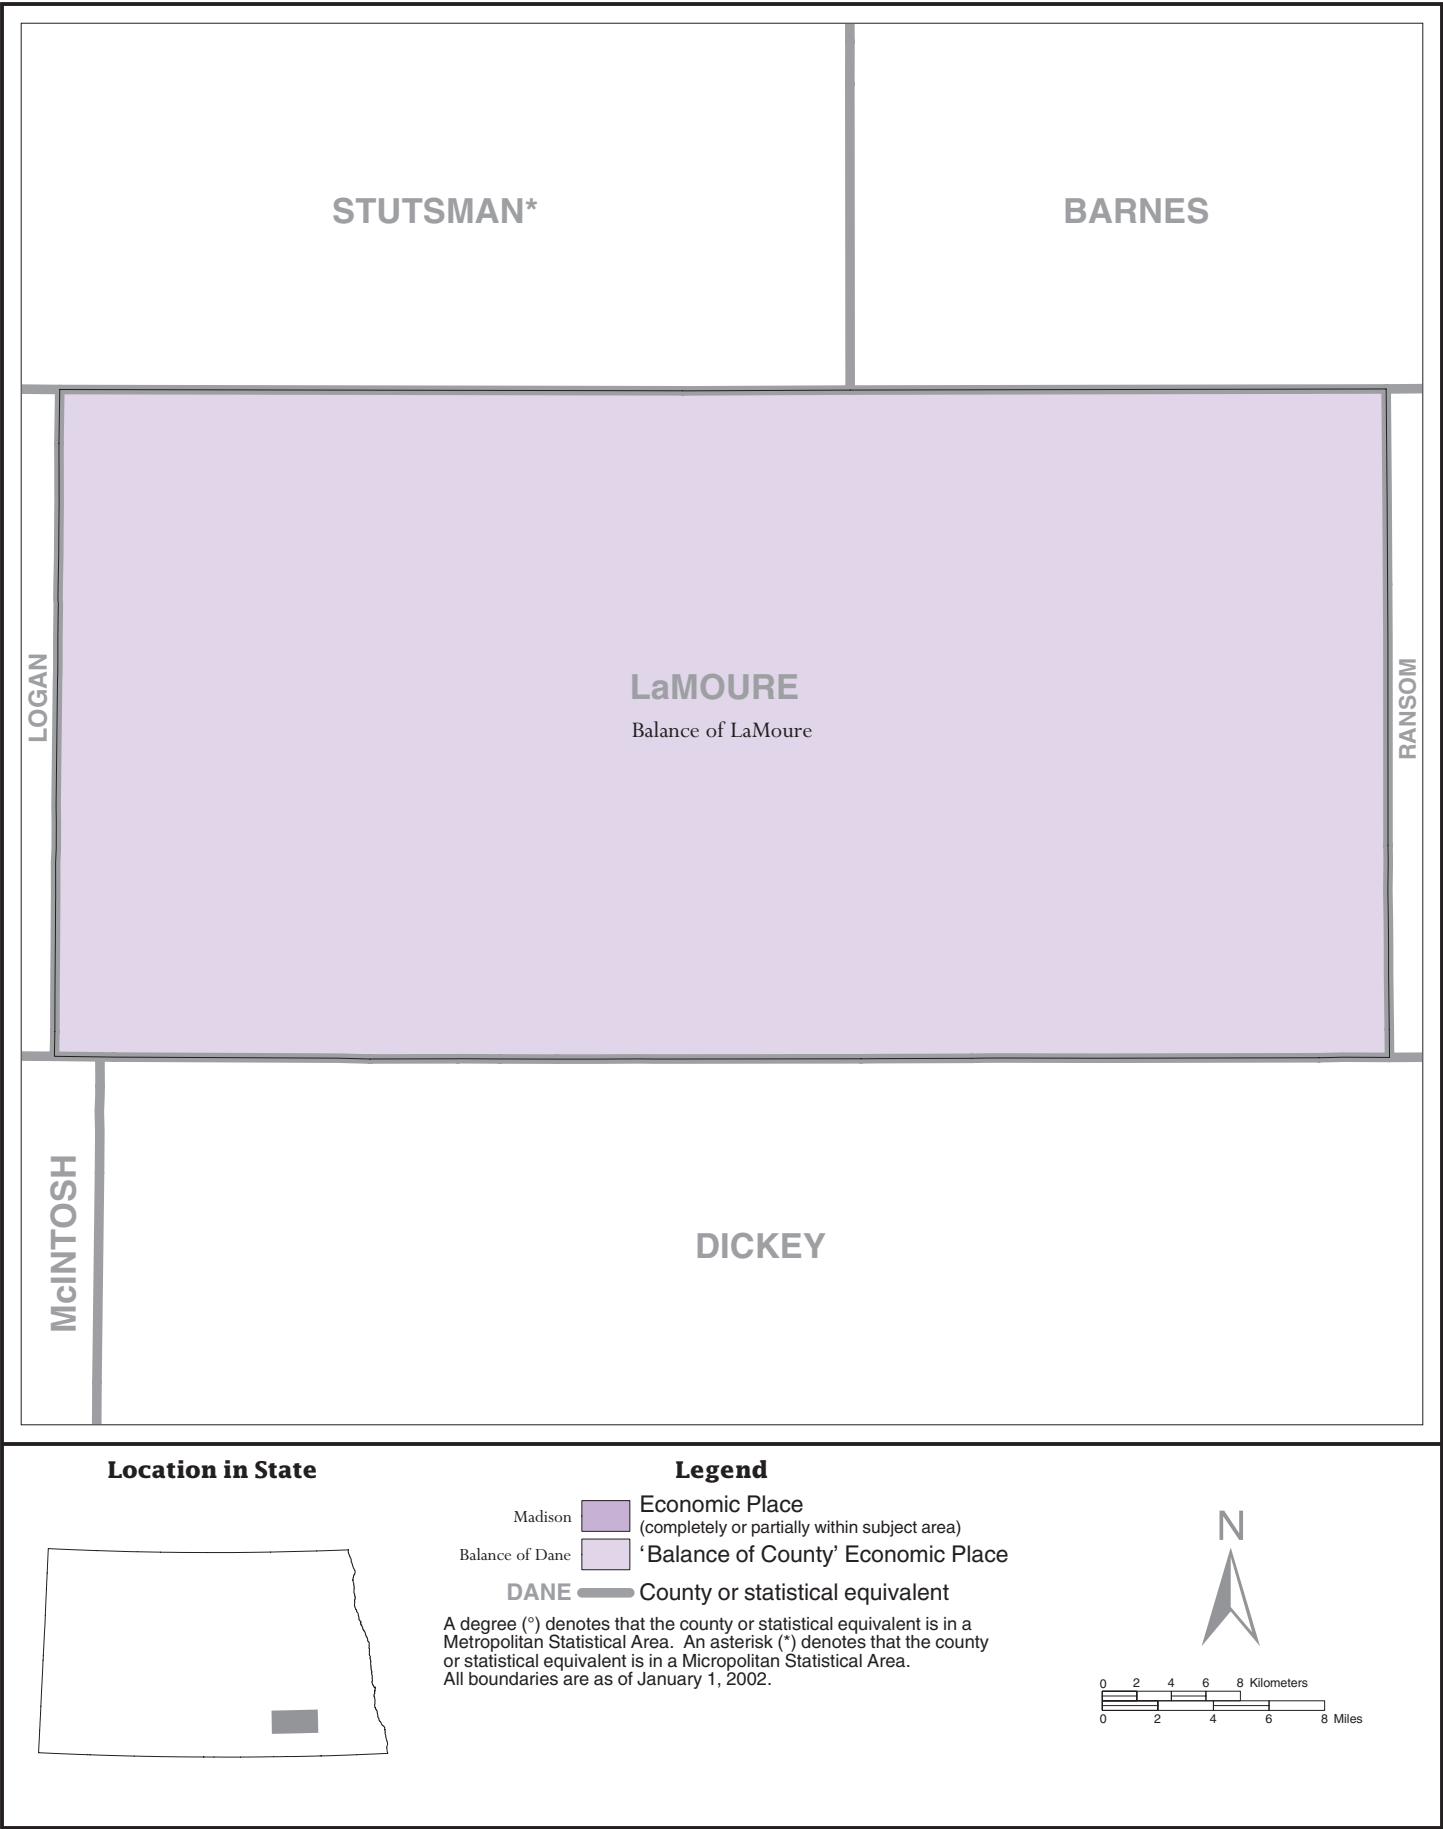 STUTSMAN*
BARNES
LOGAN
LaMOURE
Balance of LaMoure
RANSOM
McINTOSH
DICKEY
Location in State
Legend
Madison
Economic Place
(completely or partially within subject area)
Balance of Dane
‘Balance of County’ Economic Place
DANE
County or statistical equivalent
A degree (°) denotes that the county or statistical equivalent is in a
Metropolitan Statistical Area.  An asterisk (*) denotes that the county
or statistical equivalent is in a Micropolitan Statistical Area.
All boundaries are as of January 1, 2002.
N
0 2 4 6 8 Kilometers
0 2 4 6 8 Miles